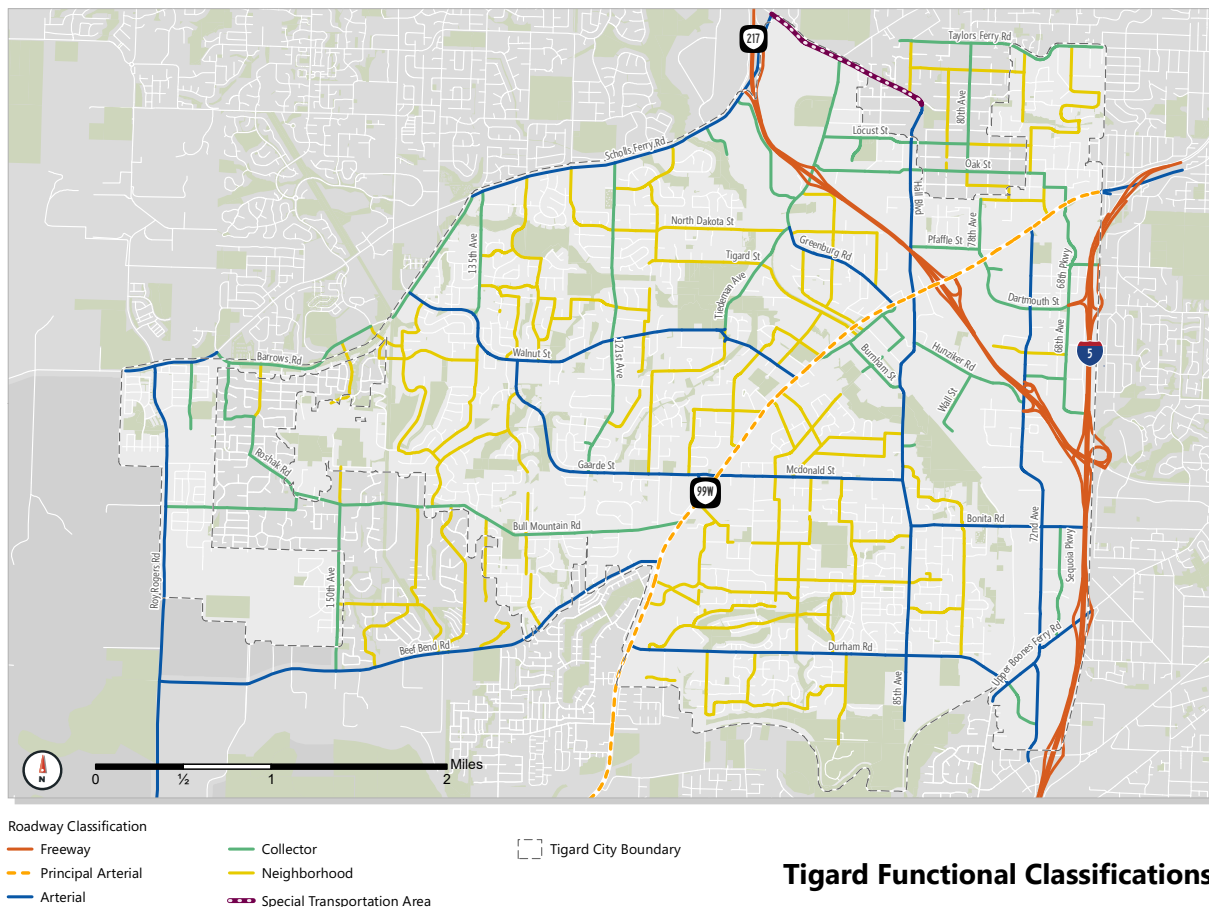 217
Taylors Ferry Rd
80th Ave
Locust St
Scholls Ferry Rd
Oak St
Hall Blvd
North Dakota St
78th Ave
135th Ave
Greenburg Rd
Pfaffle St
Tigard St
68th Pkwy
Tiedeman Ave
Dartmouth St
68th Ave
Walnut St
121st Ave
Burnham St
Hunziker Rd
5
Barrows Rd
Wall St
Roshak Rd
Gaarde St
Mcdonald St
99W
Bull Mountain Rd
Bonita Rd
72nd Ave
Sequoia Pkwy
Roy Rogers Rd
150th Ave
Beef Bend Rd
Durham Rd
Upper Boones Ferry Rd
85th Ave
N
Miles
0 ½ 1 2
Roadway Classification
Freeway
Principal Arterial
Arterial
Collector
Neighborhood
Special Transportation Area
Tigard City Boundary
Tigard Functional Classifications